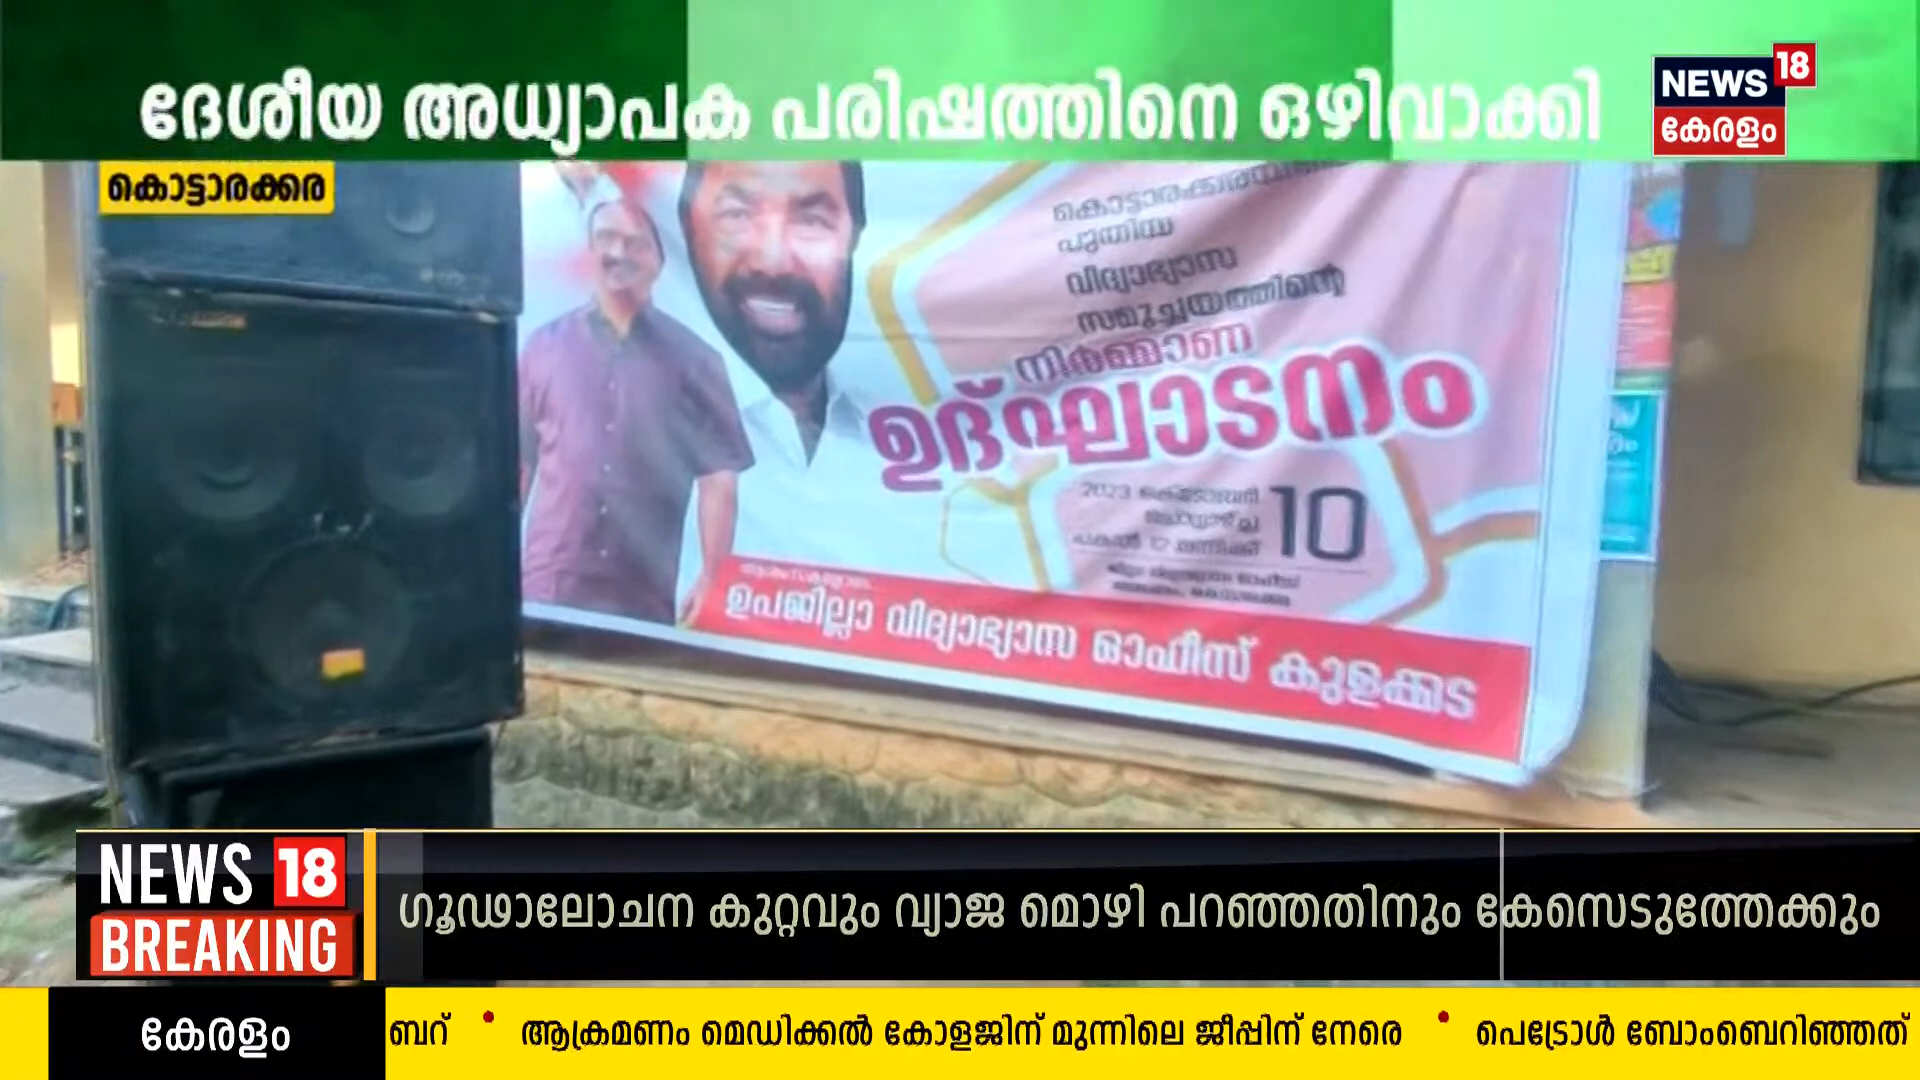 ദേശീയ അധ്യാപക പരിഷത്തിനെ ഒഴിവാക്കി
NEWS 18
കേരളം
കൊട്ടാരക്കര
പുതിയ
വിദ്യാഭ്യാസ
സമുച്ചയത്തിന്റെ
നിർമ്മാണ
ഉദ്ഘാടനം
2023 10
ഉപജില്ലാ വിദ്യാഭ്യാസ ഓഫീസ് കുളക്കട
NEWS 18
BREAKING
ഗൂഢാലോചന കുറ്റവും വ്യാജ മൊഴി പറഞ്ഞതിനും കേസെടുത്തേക്കും
കേരളം
ബറ് • ആക്രമണം മെഡിക്കൽ കോളജിന് മുന്നിലെ ജീപ്പിന് നേരെ • പെട്രോൾ ബോംബെറിഞ്ഞത്